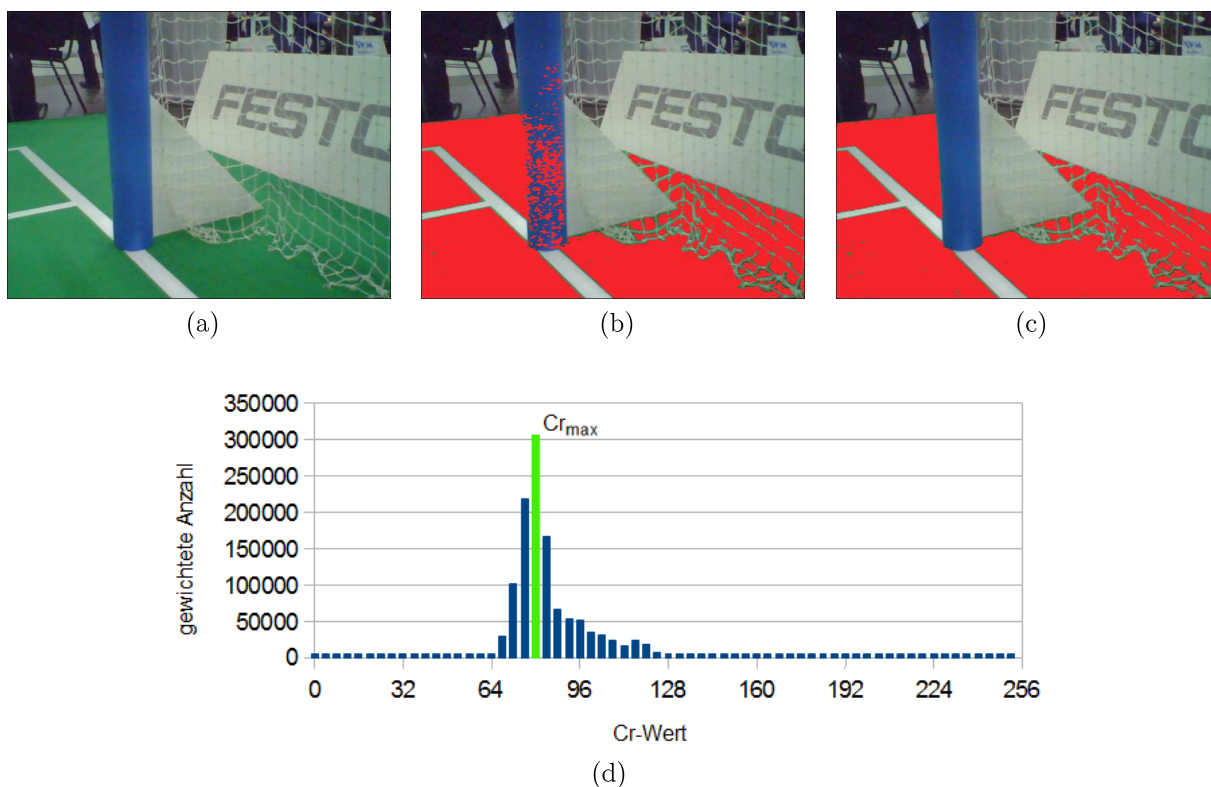 FESTO
FESTO
FESTO
(a)
(b)
(c)
350000
300000
250000
200000
150000
100000
50000
0
gewichtete Anzahl
Cr_max
0 32 64 96 128 160 192 224 256
Cr-Wert
(d)